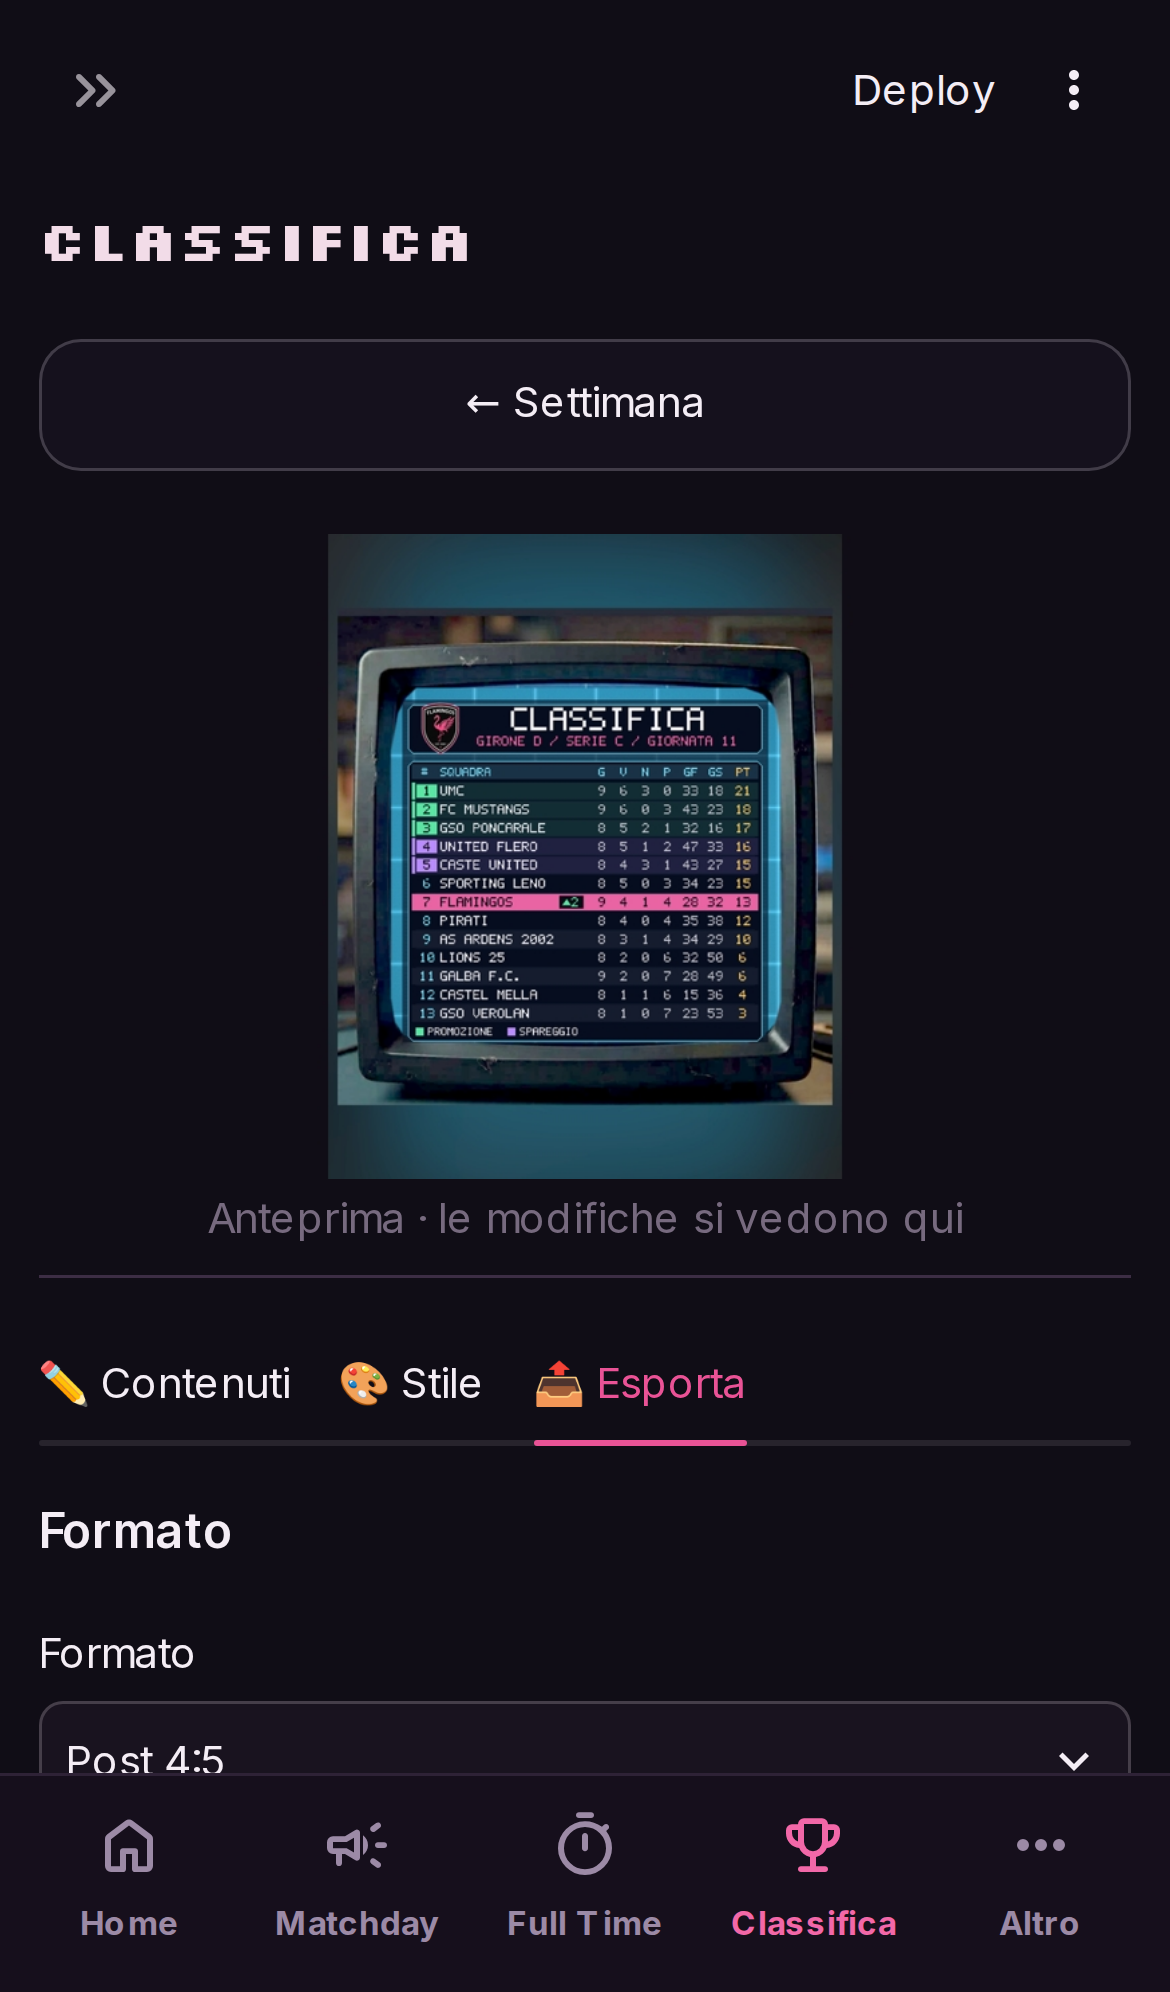 Deploy
CLASSIFICA
← Settimana
FLAMINGOS
CLASSIFICA
GIRONE D / SERIE C / GIORNATA 11
# SQUADRA G V N P GF GS PT
1 UMC 9 6 3 0 33 18 21
2 FC MUSTANGS 9 6 0 3 43 23 18
3 GSO PONCARALE 8 5 2 1 32 16 17
4 UNITED FLERO 8 5 1 2 47 33 16
5 CASTE UNITED 8 4 3 1 43 27 15
6 SPORTING LENO 8 5 0 3 34 23 15
7 FLAMINGOS ▲2 9 4 1 4 28 32 13
8 PIRATI 8 4 0 4 35 38 12
9 AS ARDENS 2002 8 3 1 4 34 29 10
10 LIONS 25 8 2 0 6 32 50 6
11 GALBA F.C. 9 2 0 7 28 49 6
12 CASTEL MELLA 8 1 1 6 15 36 4
13 GSO VEROLAN 8 1 0 7 23 53 3
PROMOZIONE SPAREGGIO
Anteprima · le modifiche si vedono qui
Contenuti Stile Esporta
Formato
Formato
Post 4:5
Home Matchday Full Time Classifica Altro